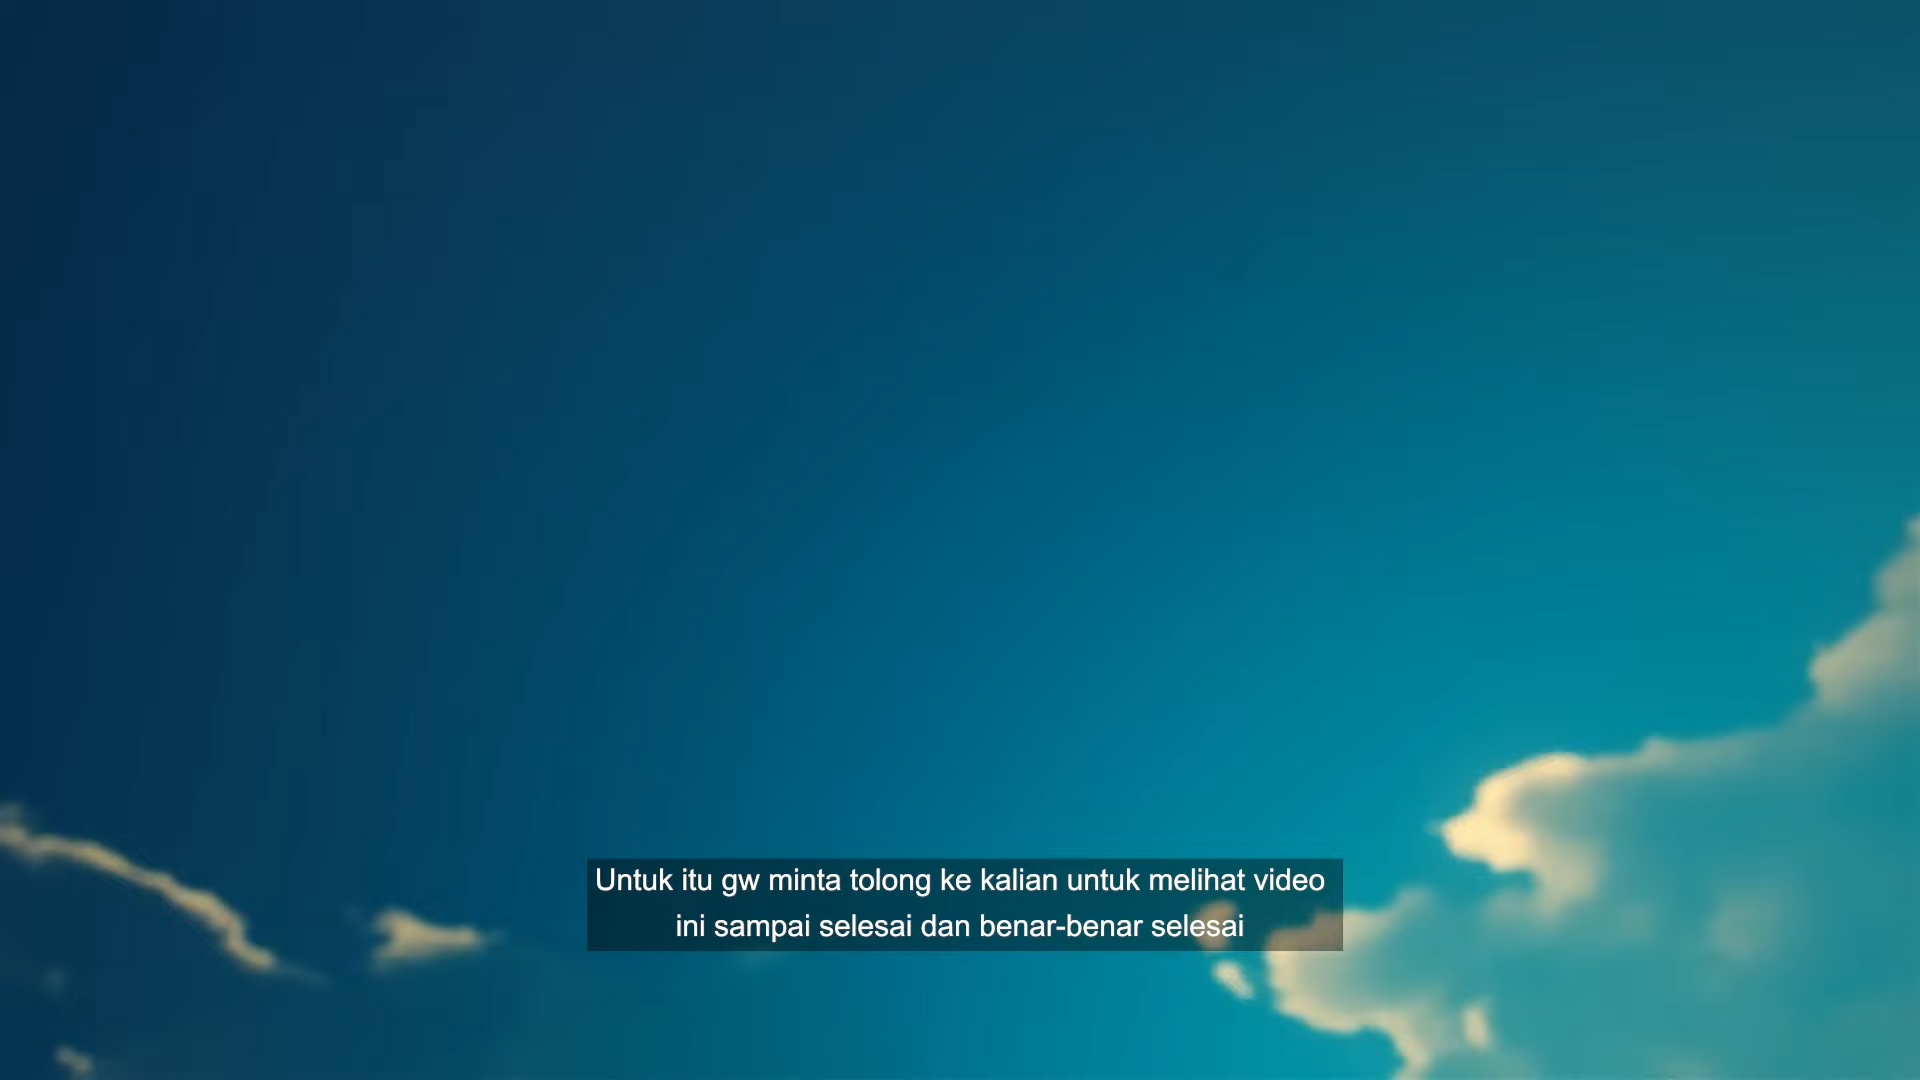 Untuk itu gw minta tolong ke kalian untuk melihat video
ini sampai selesai dan benar-benar selesai